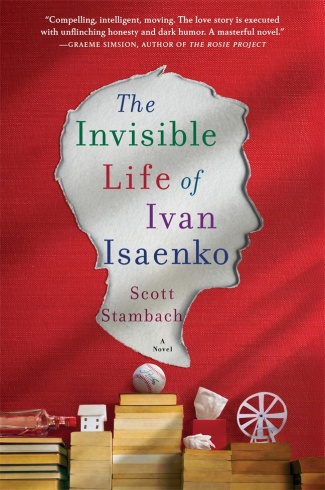 “Compelling, intelligent, moving. The love story is executed
with unflinching honesty and dark humor. A masterful novel.”
—GRAEME SIMSION, AUTHOR OF THE ROSIE PROJECT
The
Invisible
Life of
Ivan
Isaenko
Scott
Stambach
A
Novel